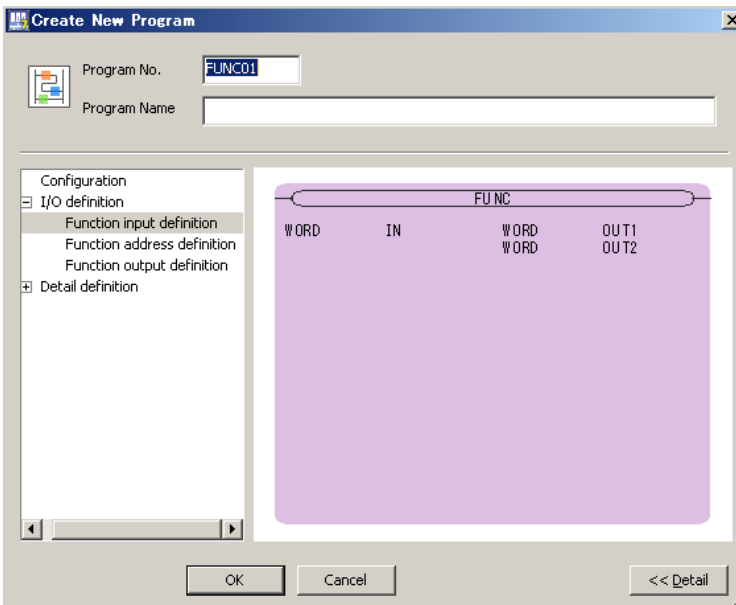 Create New Program
Program No. FUNC01
Program Name
Configuration
I/O definition
Function input definition
Function address definition
Function output definition
Detail definition
FUNC
WORD IN WORD OUT1
WORD OUT2
OK Cancel << Detail